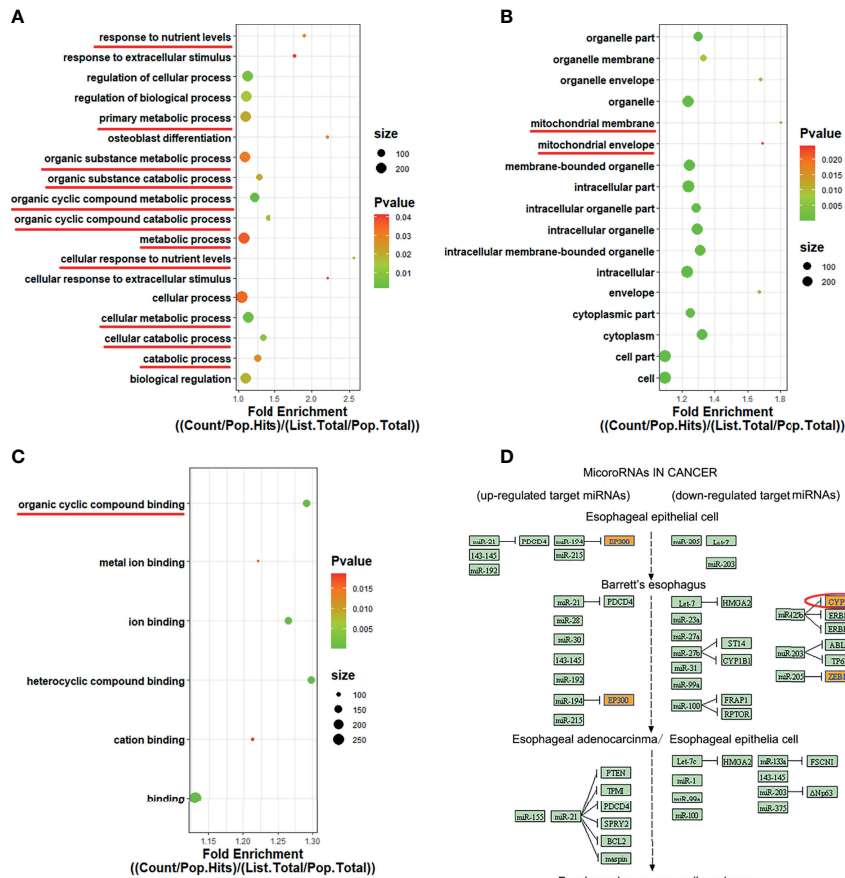 A
response to nutrient levels
response to extracellular stimulus
regulation of cellular process
regulation of biological process
primary metabolic process
osteoblast differentiation
organic substance metabolic process
organic substance catabolic process
organic cyclic compound metabolic process
organic cyclic compound catabolic process
metabolic process
cellular response to nutrient levels
cellular response to extracellular stimulus
cellular process
cellular metabolic process
cellular catabolic process
catabolic process
biological regulation
1.0 1.5 2.0 2.5
Fold Enrichment
((Count/Pop.Hits)/(List.Total/Pop.Total))
size
100
200
Pvalue
0.04
0.03
0.02
0.01
B
organelle part
organelle membrane
organelle envelope
organelle
mitochondrial membrane
mitochondrial envelope
membrane-bounded organelle
intracellular part
intracellular organelle part
intracellular organelle
intracellular membrane-bounded organelle
intracellular
envelope
cytoplasmic part
cytoplasm
cell part
cell
1.2 1.4 1.6 1.8
Fold Enrichment
((Count/Pop.Hits)/(List.Total/Pop.Total))
Pvalue
0.020
0.015
0.010
0.005
size
100
200
C
organic cyclic compound binding
metal ion binding
ion binding
heterocyclic compound binding
cation binding
binding
1.15 1.20 1.25 1.30
Fold Enrichment
((Count/Pop.Hits)/(List.Total/Pop.Total))
Pvalue
0.015
0.010
0.005
size
100
150
200
250
D
MicoroRNAs IN CANCER
(up-regulated target miRNAs) (down-regulated target miRNAs)
Esophageal epithelial cell
miR-21 PDCD4 miR-194 EP300 miR-205 Let-7
143-145 miR-215 miR-203
miR-192
Barrett's esophagus
miR-21 PDCD4 Let-7 HMGA2 CYP
miR-28 miR-23a ERB
miR-30 miR-27a ERB
143-145 miR-27b ST14 CYP1B1 miR-203 ABL
miR-192 miR-31 TP6
miR-194 EP300 miR-99a miR-205 ZEB1
miR-215 miR-100 FRAP1 RPTOR
Esophageal adenocarcinma/ Esophageal epithelia cell
PTEN Let-7c HMGA2 miR-133a FSCN1
TPM1 miR-1 143-145
PDCD4 miR-99a miR-203 ΔNp63
miR-155 miR-21 SPRY2 miR-100 miR-375
BCL2
maspin